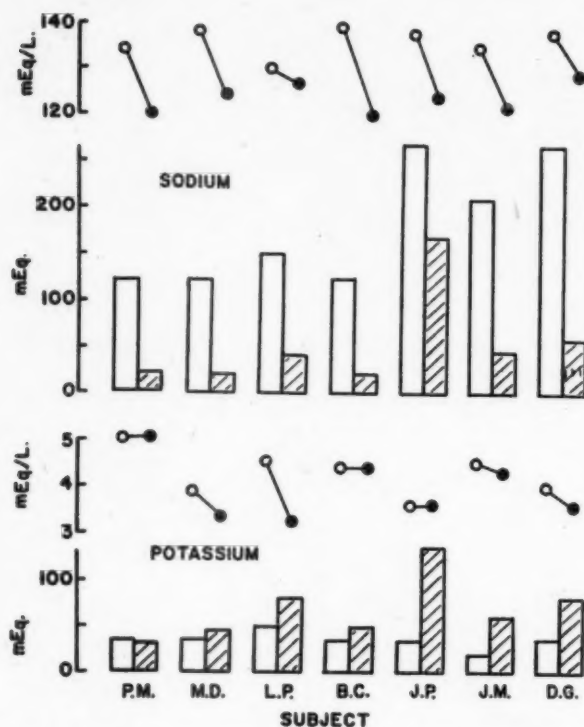 140
mEq/L.
120
SODIUM
200
mEq.
100
0
5
mEq/L.
4
3
POTASSIUM
100
mEq.
0
P.M. M.D. L.P. B.C. J.P. J.M. D.G.
SUBJECT